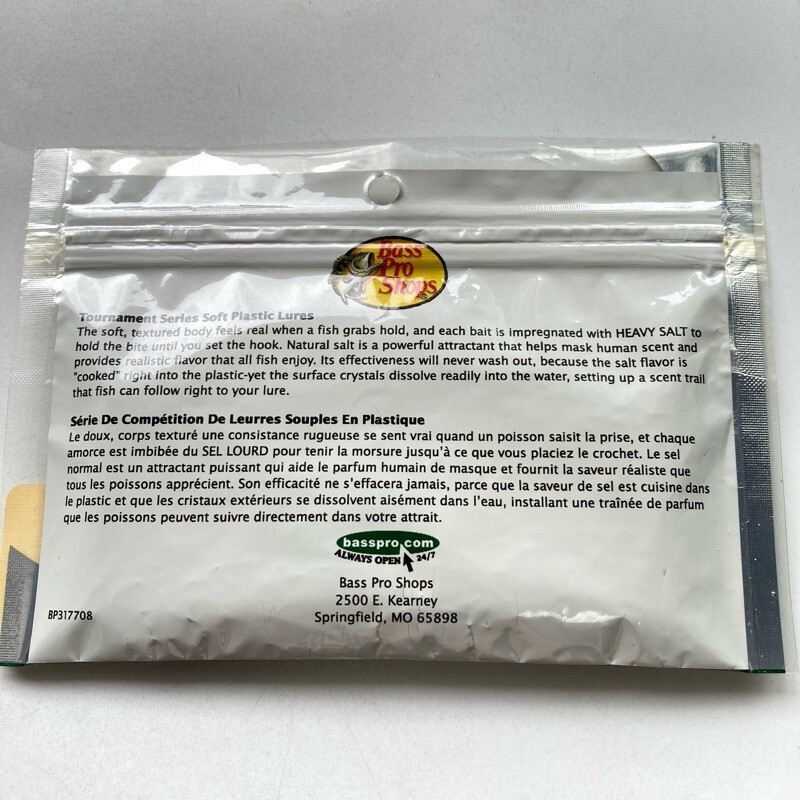 Bass
Pro
Shops
Tournament Series Soft Plastic Lures
The soft, textured body feels real when a fish grabs hold, and each bait is impregnated with HEAVY SALT to
hold the bite until you set the hook. Natural salt is a powerful attractant that helps mask human scent and
provides realistic flavor that all fish enjoy. Its effectiveness will never wash out, because the salt flavor is
"cooked" right into the plastic-yet the surface crystals dissolve readily into the water, setting up a scent trail
that fish can follow right to your lure.
Série De Compétition De Leurres Souples En Plastique
Le doux, corps texturé une consistance rugueuse se sent vrai quand un poisson saisit la prise, et chaque
amorce est imbibée du SEL LOURD pour tenir la morsure jusqu'à ce que vous placiez le crochet. Le sel
normal est un attractant puissant qui aide le parfum humain de masque et fournit la saveur réaliste que
tous les poissons apprécient. Son efficacité ne s'effacera jamais, parce que la saveur de sel est cuisine dans
le plastic et que les cristaux extérieurs se dissolvent aisément dans l'eau, installant une traînée de parfum
que les poissons peuvent suivre directement dans votre attrait.
basspro.com
ALWAYS OPEN 24/7
Bass Pro Shops
2500 E. Kearney
Springfield, MO 65898
BP317708